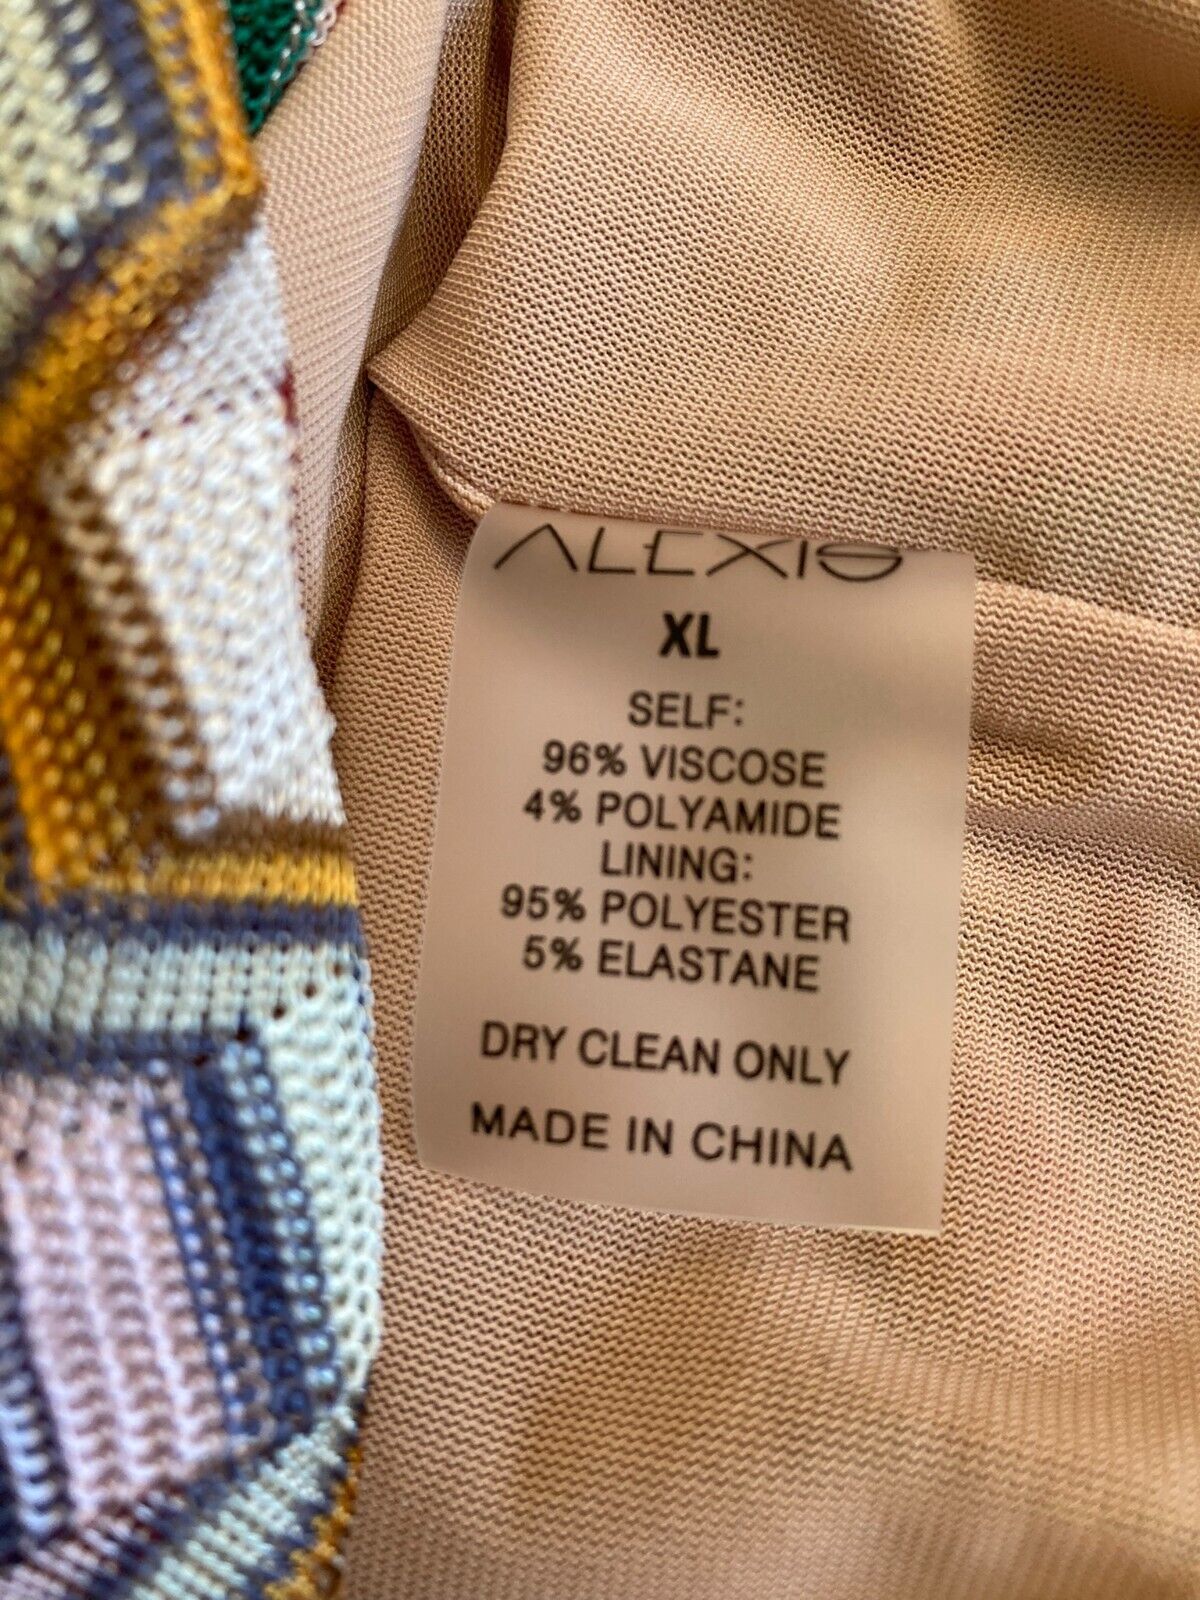 ALEXIS
XL
SELF:
96% VISCOSE
4% POLYAMIDE
LINING:
95% POLYESTER
5% ELASTANE
DRY CLEAN ONLY
MADE IN CHINA